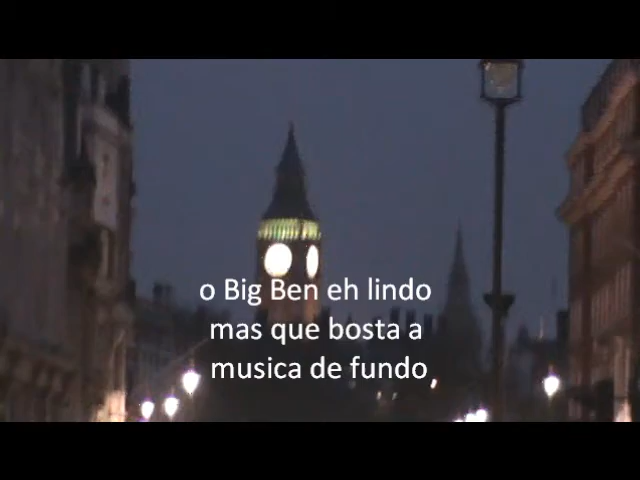 o Big Ben eh lindo
mas que bosta a
musica de fundo